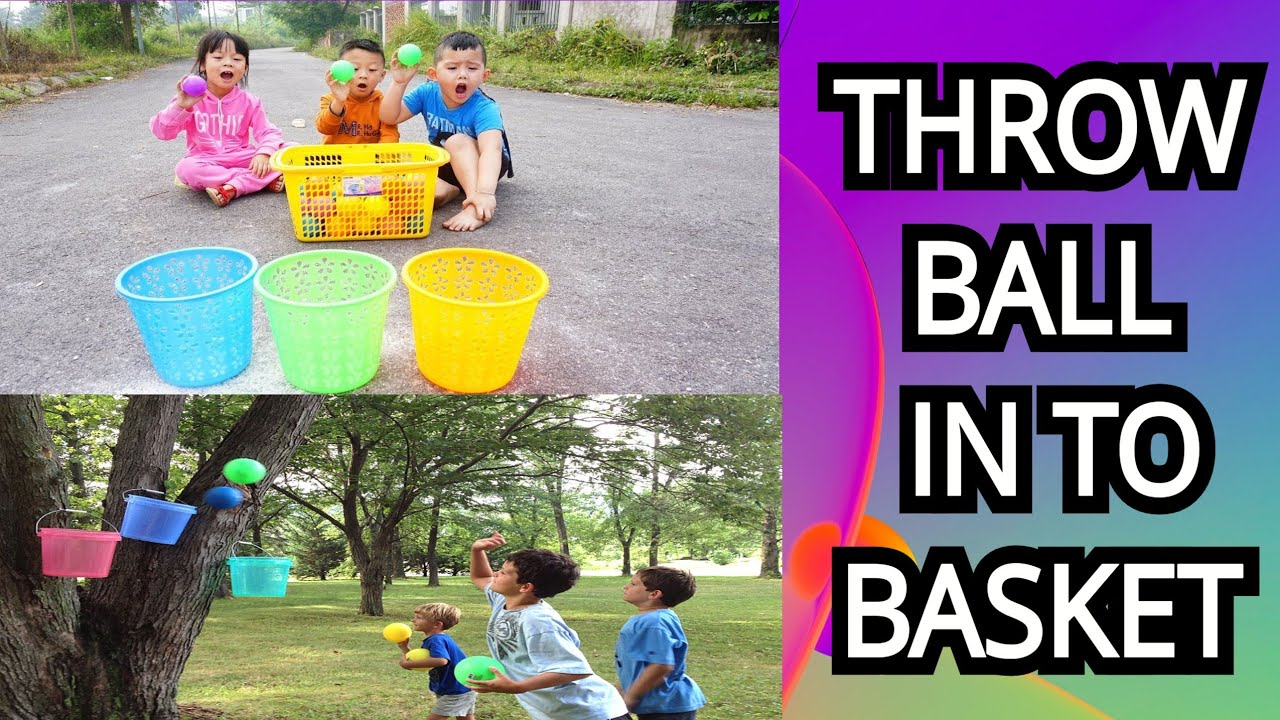 THROW
BALL
IN TO
BASKET